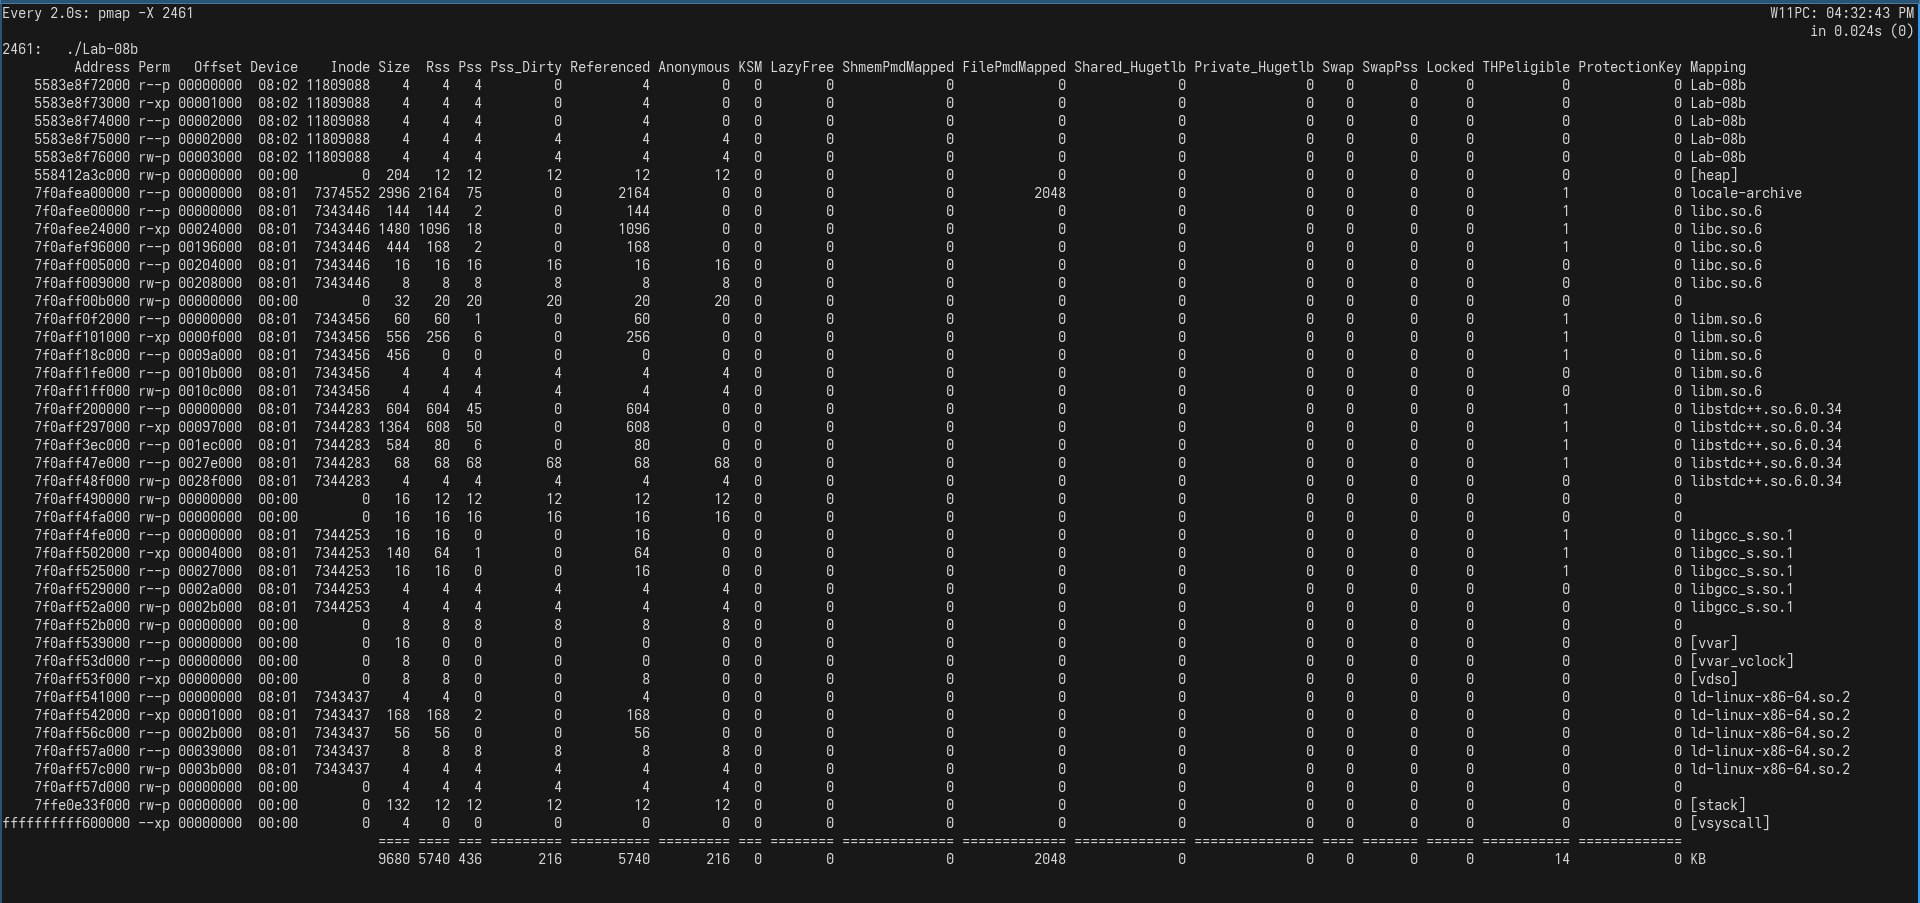 Every 2.0s: pmap -X 2461 W11PC: 04:32:43 PM
in 0.024s (0)
2461: ./Lab-08b
Address Perm Offset Device Inode Size Rss Pss Pss_Dirty Referenced Anonymous KSM LazyFree ShmemPmdMapped FilePmdMapped Shared_Hugetlb Private_Hugetlb Swap SwapPss Locked THPeligible ProtectionKey Mapping
5583e8f72000 r--p 00000000 08:02 11809088 4 4 4 0 4 0 0 0 0 0 0 0 0 0 0 0 0 Lab-08b
5583e8f73000 r-xp 00001000 08:02 11809088 4 4 4 0 4 0 0 0 0 0 0 0 0 0 0 0 0 Lab-08b
5583e8f74000 r--p 00002000 08:02 11809088 4 4 4 0 4 0 0 0 0 0 0 0 0 0 0 0 0 Lab-08b
5583e8f75000 r--p 00002000 08:02 11809088 4 4 4 4 4 4 0 0 0 0 0 0 0 0 0 0 0 Lab-08b
5583e8f76000 rw-p 00003000 08:02 11809088 4 4 4 4 4 4 0 0 0 0 0 0 0 0 0 0 0 Lab-08b
558412a3c000 rw-p 00000000 00:00 0 204 12 12 12 12 12 0 0 0 0 0 0 0 0 0 0 0 [heap]
7f0afea00000 r--p 00000000 08:01 7374552 2996 2164 75 0 2164 0 0 0 0 2048 0 0 0 0 0 1 0 locale-archive
7f0afee00000 r--p 00000000 08:01 7343446 144 144 2 0 144 0 0 0 0 0 0 0 0 0 0 1 0 libc.so.6
7f0afee24000 r-xp 00024000 08:01 7343446 1480 1096 18 0 1096 0 0 0 0 0 0 0 0 0 0 1 0 libc.so.6
7f0afef96000 r--p 00196000 08:01 7343446 444 168 2 0 168 0 0 0 0 0 0 0 0 0 0 1 0 libc.so.6
7f0aff005000 r--p 00204000 08:01 7343446 16 16 16 16 16 16 0 0 0 0 0 0 0 0 0 0 0 libc.so.6
7f0aff009000 rw-p 00208000 08:01 7343446 8 8 8 8 8 8 0 0 0 0 0 0 0 0 0 0 0 libc.so.6
7f0aff00b000 rw-p 00000000 00:00 0 32 20 20 20 20 20 0 0 0 0 0 0 0 0 0 0 0
7f0aff0f2000 r--p 00000000 08:01 7343456 60 60 1 0 60 0 0 0 0 0 0 0 0 0 0 1 0 libm.so.6
7f0aff101000 r-xp 0000f000 08:01 7343456 556 256 6 0 256 0 0 0 0 0 0 0 0 0 0 1 0 libm.so.6
7f0aff18c000 r--p 0009a000 08:01 7343456 456 0 0 0 0 0 0 0 0 0 0 0 0 0 0 1 0 libm.so.6
7f0aff1fe000 r--p 0010b000 08:01 7343456 4 4 4 4 4 4 0 0 0 0 0 0 0 0 0 0 0 libm.so.6
7f0aff1ff000 rw-p 0010c000 08:01 7343456 4 4 4 4 4 4 0 0 0 0 0 0 0 0 0 0 0 libm.so.6
7f0aff200000 r--p 00000000 08:01 7344283 604 604 45 0 604 0 0 0 0 0 0 0 0 0 0 1 0 libstdc++.so.6.0.34
7f0aff297000 r-xp 00097000 08:01 7344283 1364 608 50 0 608 0 0 0 0 0 0 0 0 0 0 1 0 libstdc++.so.6.0.34
7f0aff3ec000 r--p 001ec000 08:01 7344283 584 80 6 0 80 0 0 0 0 0 0 0 0 0 0 1 0 libstdc++.so.6.0.34
7f0aff47e000 r--p 0027e000 08:01 7344283 68 68 68 68 68 68 0 0 0 0 0 0 0 0 0 1 0 libstdc++.so.6.0.34
7f0aff48f000 rw-p 0028f000 08:01 7344283 4 4 4 4 4 4 0 0 0 0 0 0 0 0 0 0 0 libstdc++.so.6.0.34
7f0aff490000 rw-p 00000000 00:00 0 16 12 12 12 12 12 0 0 0 0 0 0 0 0 0 0 0
7f0aff4fa000 rw-p 00000000 00:00 0 16 16 16 16 16 16 0 0 0 0 0 0 0 0 0 0 0
7f0aff4fe000 r--p 00000000 08:01 7344253 16 16 0 0 16 0 0 0 0 0 0 0 0 0 0 1 0 libgcc_s.so.1
7f0aff502000 r-xp 00004000 08:01 7344253 140 64 1 0 64 0 0 0 0 0 0 0 0 0 0 1 0 libgcc_s.so.1
7f0aff525000 r--p 00027000 08:01 7344253 16 16 0 0 16 0 0 0 0 0 0 0 0 0 0 1 0 libgcc_s.so.1
7f0aff529000 r--p 0002a000 08:01 7344253 4 4 4 4 4 4 0 0 0 0 0 0 0 0 0 0 0 libgcc_s.so.1
7f0aff52a000 rw-p 0002b000 08:01 7344253 4 4 4 4 4 4 0 0 0 0 0 0 0 0 0 0 0 libgcc_s.so.1
7f0aff52b000 rw-p 00000000 00:00 0 8 8 8 8 8 8 0 0 0 0 0 0 0 0 0 0 0
7f0aff539000 r--p 00000000 00:00 0 16 0 0 0 0 0 0 0 0 0 0 0 0 0 0 0 0 [vvar]
7f0aff53d000 r--p 00000000 00:00 0 8 0 0 0 0 0 0 0 0 0 0 0 0 0 0 0 0 [vvar_vclock]
7f0aff53f000 r-xp 00000000 00:00 0 8 8 0 0 8 0 0 0 0 0 0 0 0 0 0 0 0 [vdso]
7f0aff541000 r--p 00000000 08:01 7343437 4 4 0 0 4 0 0 0 0 0 0 0 0 0 0 0 0 ld-linux-x86-64.so.2
7f0aff542000 r-xp 00001000 08:01 7343437 168 168 2 0 168 0 0 0 0 0 0 0 0 0 0 0 0 ld-linux-x86-64.so.2
7f0aff56c000 r--p 0002b000 08:01 7343437 56 56 0 0 56 0 0 0 0 0 0 0 0 0 0 0 0 ld-linux-x86-64.so.2
7f0aff57a000 r--p 00039000 08:01 7343437 8 8 8 8 8 8 0 0 0 0 0 0 0 0 0 0 0 ld-linux-x86-64.so.2
7f0aff57c000 rw-p 0003b000 08:01 7343437 4 4 4 4 4 4 0 0 0 0 0 0 0 0 0 0 0 ld-linux-x86-64.so.2
7f0aff57d000 rw-p 00000000 00:00 0 4 4 4 4 4 4 0 0 0 0 0 0 0 0 0 0 0
7ffe0e33f000 rw-p 00000000 00:00 0 132 12 12 12 12 12 0 0 0 0 0 0 0 0 0 0 0 [stack]
ffffffffff600000 --xp 00000000 00:00 0 4 0 0 0 0 0 0 0 0 0 0 0 0 0 0 0 0 [vsyscall]
==== ==== === ========= ========== ========= === ======== ============== ============= ============== =============== ==== ======= ====== =========== =============
9680 5740 436 216 5740 216 0 0 0 2048 0 0 0 0 0 14 0 KB